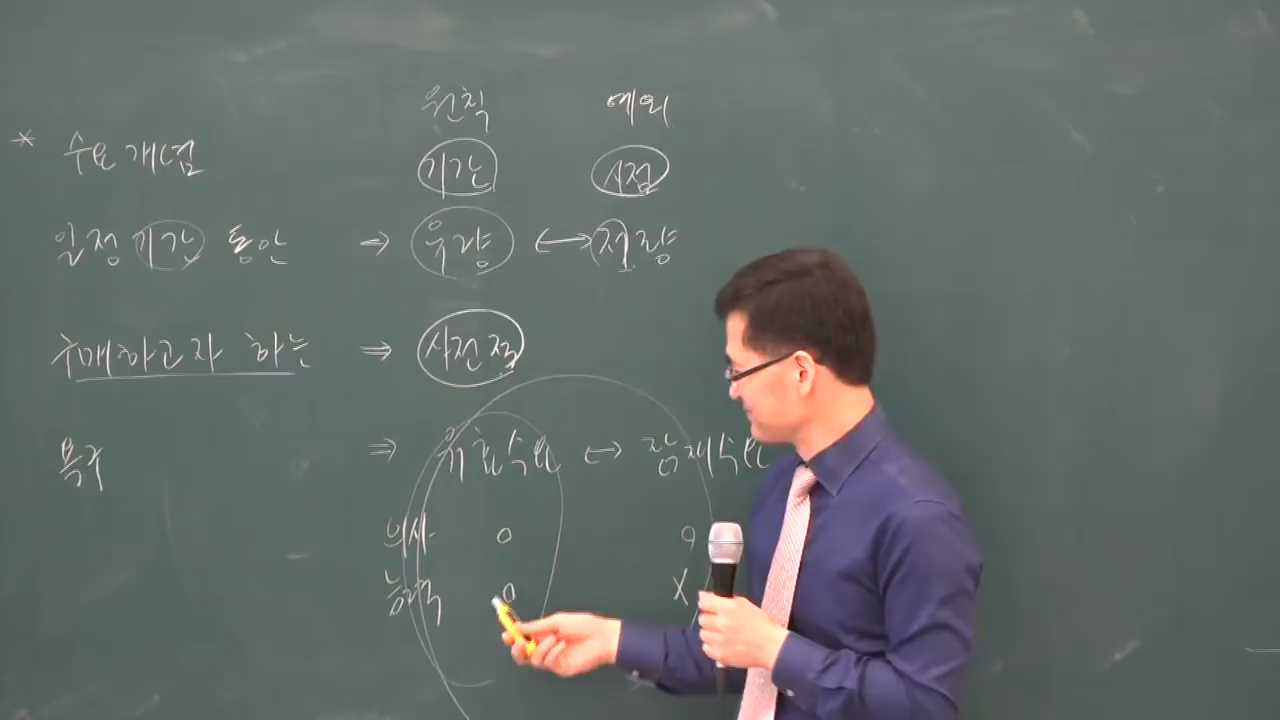 원칙 예외
* 수요개념 기간 시점
일정 기간 동안 ⇒ 유량 ↔ 저량
구매하고자 하는 ⇒ 사전적
욕구 ⇒ 유효수요 ↔ 잠재수요
의사 o o
능력 o X